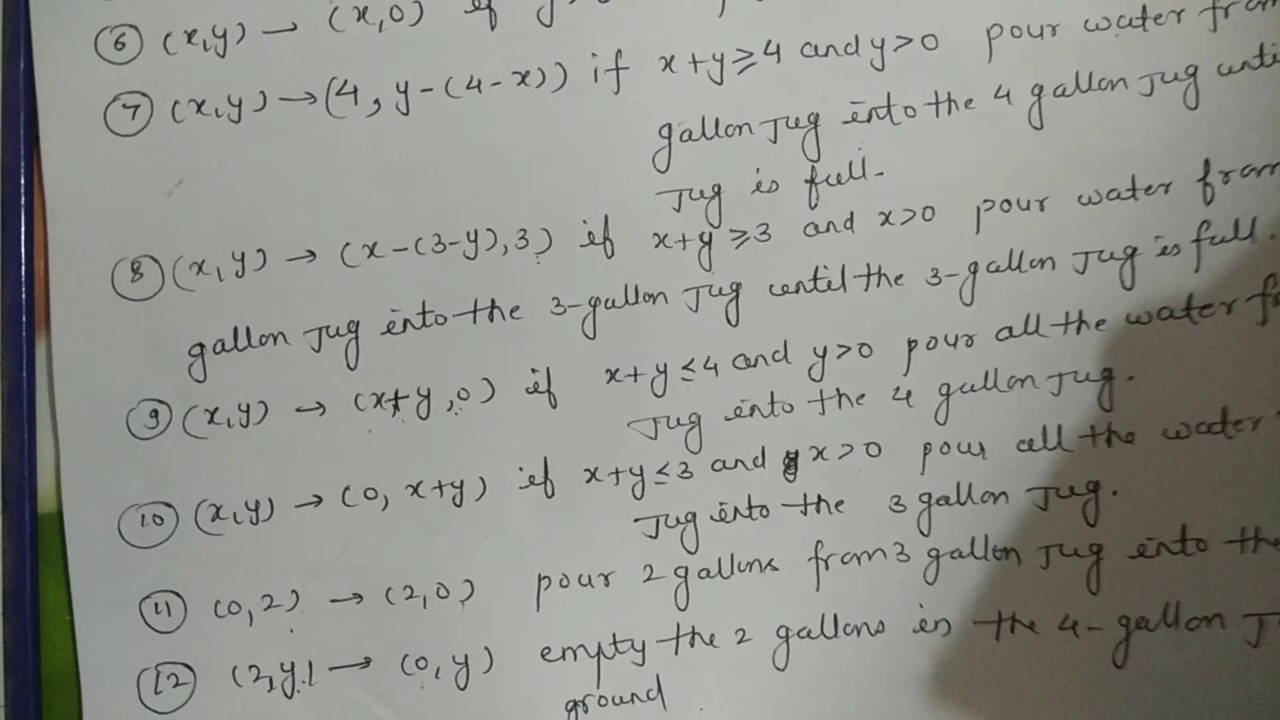 ⑥ (x,y) → (x,0) if
⑦ (x,y) → (4, y-(4-x)) if x+y ≥ 4 and y>0 pour water from
gallon Jug into the 4 gallon Jug until
Jug is full.
⑧ (x,y) → (x-(3-y),3) if x+y ≥3 and x>0 pour water from
gallon Jug into the 3-gallon Jug until the 3-gallon Jug is full.
⑨ (x,y) → (x+y,0) if x+y ≤4 and y>0 pour all the water
Jug into the 4 gallon Jug.
⑩ (x,y) → (0, x+y) if x+y ≤3 and x>0 pour all the water
Jug into the 3 gallon Jug.
⑪ (0,2) → (2,0) pour 2 gallons from 3 gallon Jug into the
⑫ (2,y) → (0,y) empty the 2 gallons in the 4-gallon J
ground